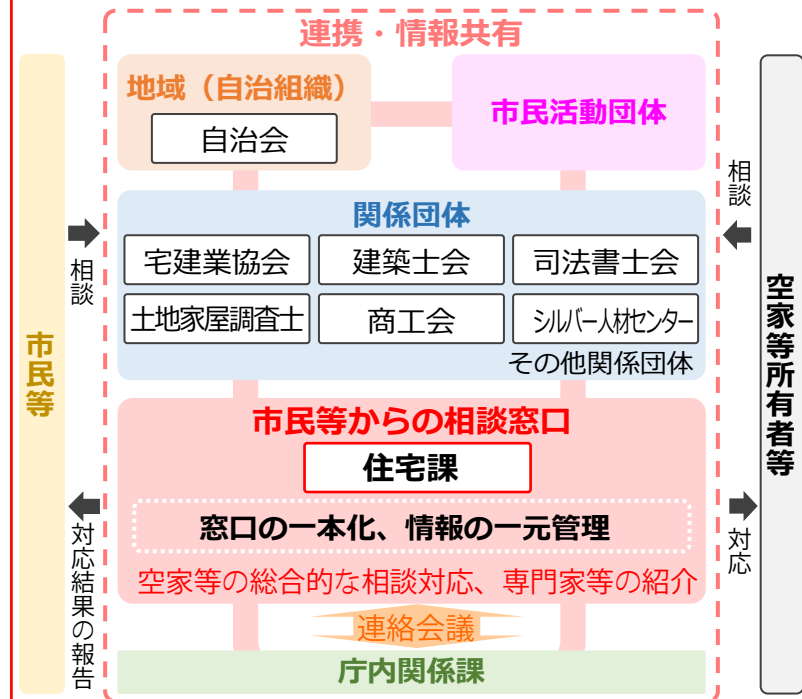 連携・情報共有
地域（自治組織）
自治会
市民活動団体
関係団体
宅建業協会
建築士会
司法書士会
土地家屋調査士
商工会
シルバー人材センター
その他関係団体
市民等からの相談窓口
住宅課
窓口の一本化、情報の一元管理
空家等の総合的な相談対応、専門家等の紹介
連絡会議
庁内関係課
市民等
相談
対応結果の報告
相談
対応
空家等所有者等